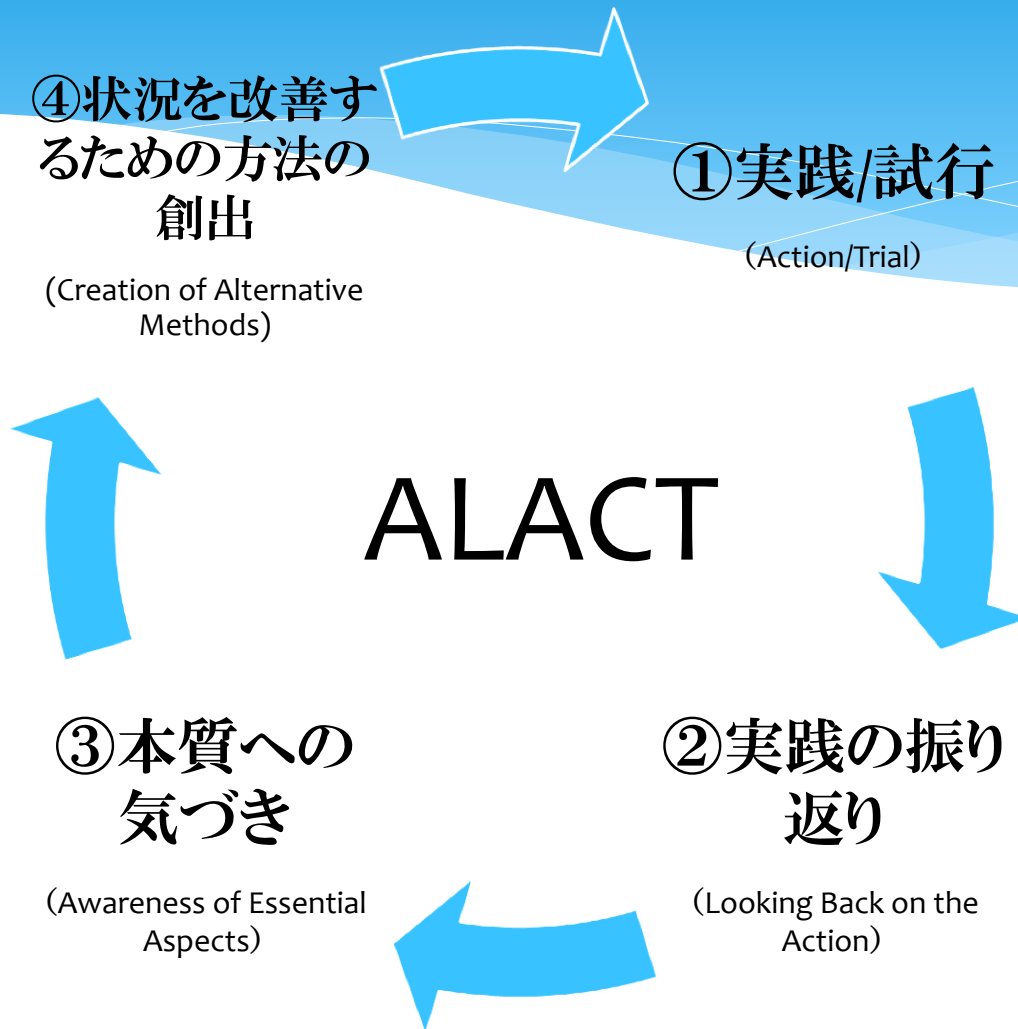 ④状況を改善す
るための方法の
創出
(Creation of Alternative
Methods)
①実践/試行
（Action/Trial）
ALACT
③本質への
気づき
（Awareness of Essential
Aspects）
②実践の振り
返り
（Looking Back on the
Action）